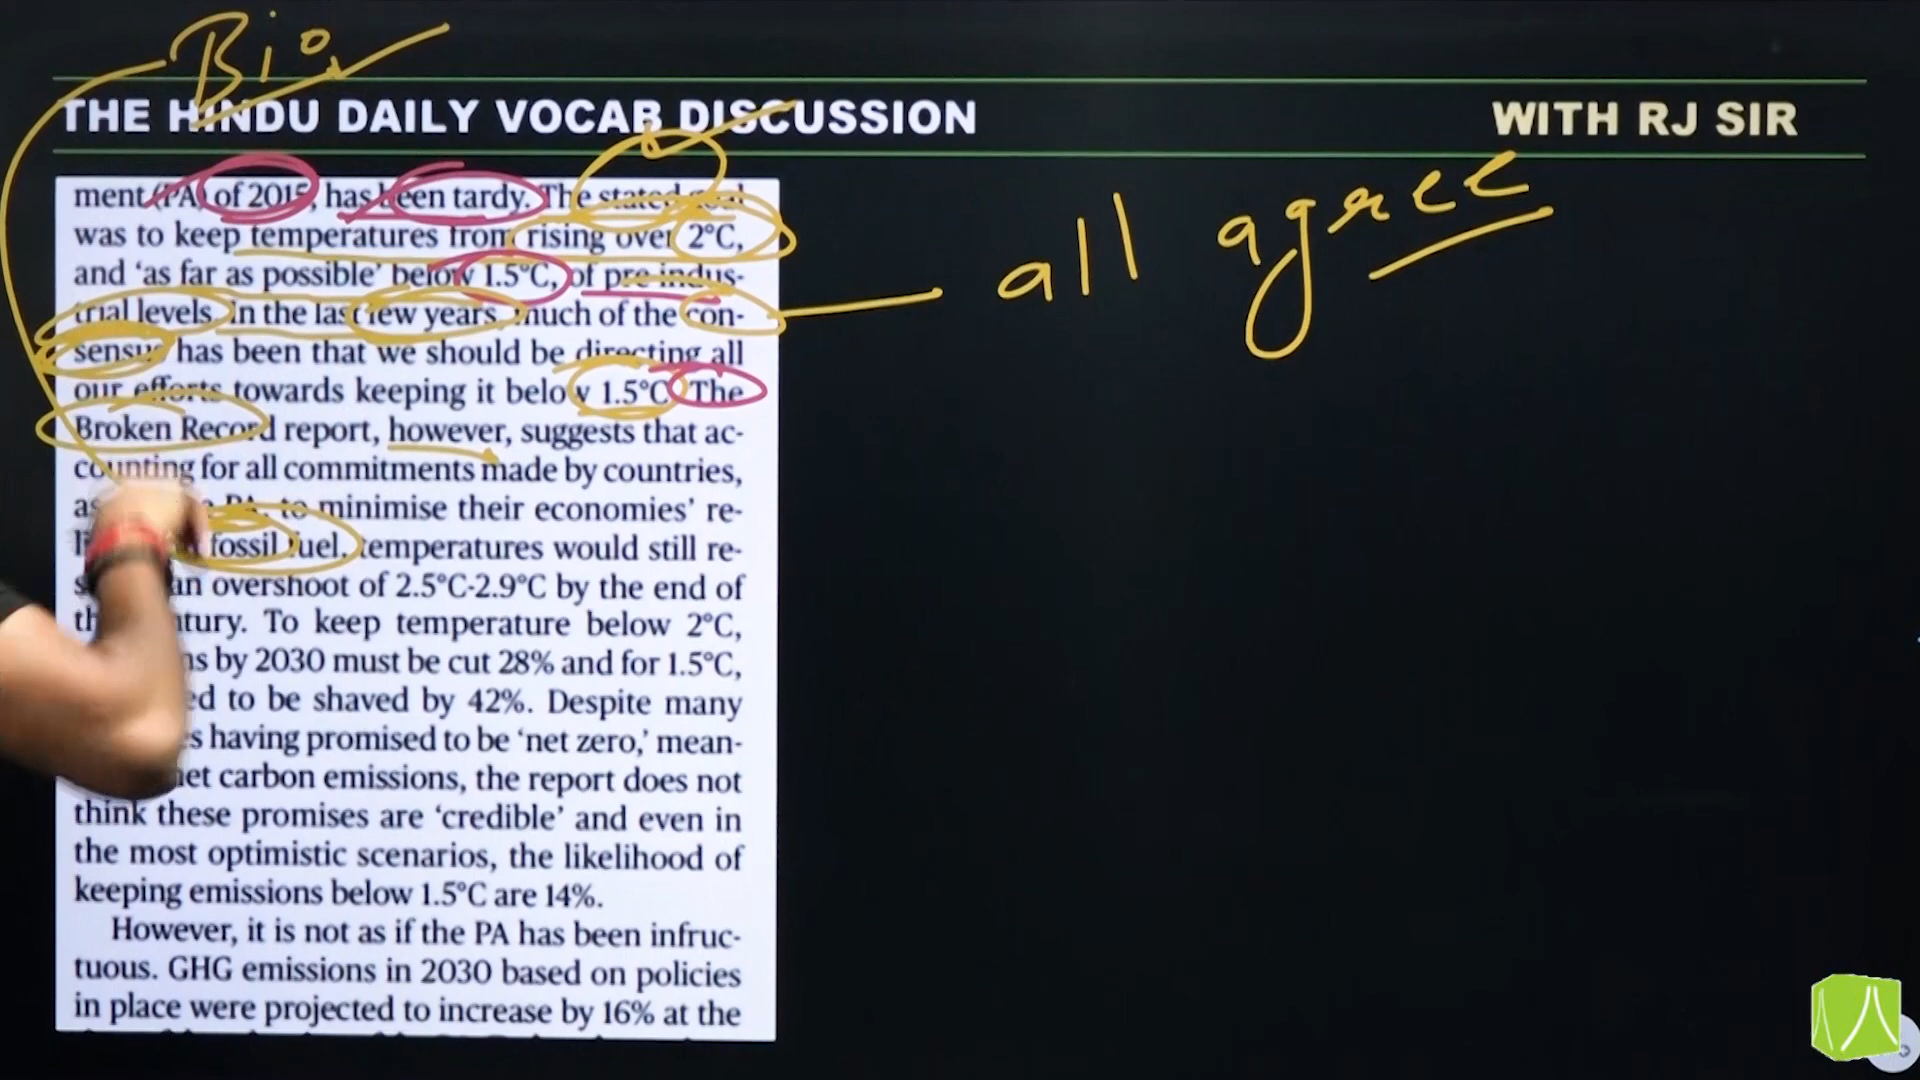 Bio
THE HINDU DAILY VOCAB DISCUSSION
WITH RJ SIR
ment (PA) of 2015, has been tardy. The stated goal
was to keep temperatures from rising over 2°C,
and ‘as far as possible’ below 1.5°C, of pre-indus-
trial levels. In the last few years, much of the con-
sensus has been that we should be directing all
our efforts towards keeping it below 1.5°C. The
Broken Record report, however, suggests that ac-
counting for all commitments made by countries,
PA, to minimise their economies’ re-
fossil fuel, temperatures would still re-
an overshoot of 2.5°C-2.9°C by the end of
To keep temperature below 2°C,
by 2030 must be cut 28% and for 1.5°C,
to be shaved by 42%. Despite many
having promised to be ‘net zero,’ mean-
carbon emissions, the report does not
think these promises are ‘credible’ and even in
the most optimistic scenarios, the likelihood of
keeping emissions below 1.5°C are 14%.
However, it is not as if the PA has been infruc-
tuous. GHG emissions in 2030 based on policies
in place were projected to increase by 16% at the
all agree